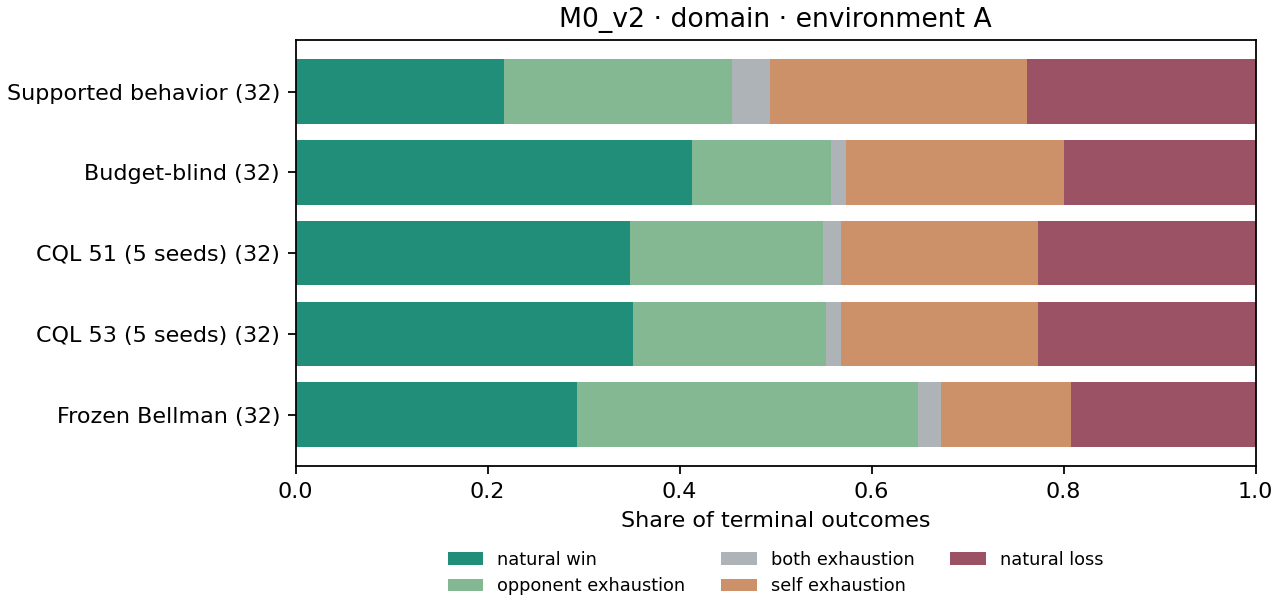 M0_v2 · domain · environment A
Supported behavior (32)
Budget-blind (32)
CQL 51 (5 seeds) (32)
CQL 53 (5 seeds) (32)
Frozen Bellman (32)
0.0 0.2 0.4 0.6 0.8 1.0
Share of terminal outcomes
natural win both exhaustion natural loss
opponent exhaustion self exhaustion